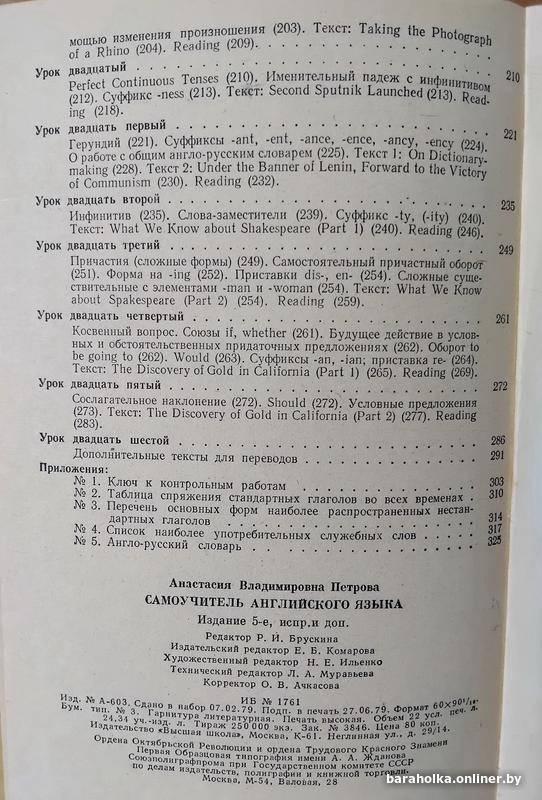 мощью изменения произношения (203). Текст: Taking the Photograph
of a Rhino (204). Reading (209).
Урок двадцатый 210
Perfect Continuous Tenses (210). Именительный падеж с инфинитивом
(212). Суффикс -ness (213). Текст: Second Sputnik Launched (213). Read-
ing (218).
Урок двадцать первый 221
Герундий (221). Суффиксы -ant, -ent, -ance, -ence, -ancy, -ency (224).
О работе с общим англо-русским словарем (225). Текст 1: On Dictionary-
making (228). Текст 2: Under the Banner of Lenin, Forward to the Victory
of Communism (230). Reading (232).
Урок двадцать второй 235
Инфинитив (235). Слова-заместители (239). Суффикс -ty, (-ity) (240).
Текст: What We Know about Shakespeare (Part 1) (240). Reading (246).
Урок двадцать третий 249
Причастия (сложные формы) (249). Самостоятельный причастный оборот
(251). Форма на -ing (252). Приставки dis-, en- (254). Сложные суще-
ствительные с элементами -man и -woman (254). Текст: What We Know
about Spakespeare (Part 2) (254). Reading (259).
Урок двадцать четвертый 261
Косвенный вопрос. Союзы if, whether (261). Будущее действие в услов-
ных и обстоятельственных придаточных предложениях (262). Оборот to
be going to (262). Would (263). Суффиксы -an, -ian; приставка re- (264).
Текст: The Discovery of Gold in California (Part 1) (265). Reading (269).
Урок двадцать пятый 272
Сослагательное наклонение (272). Should (272). Условные предложения
(273). Текст: The Discovery of Gold in California (Part 2) (277). Reading
(283).
Урок двадцать шестой 286
Дополнительные тексты для переводов 291
Приложения:
№ 1. Ключ к контрольным работам 303
№ 2. Таблица спряжения стандартных глаголов во всех временах 310
№ 3. Перечень основных форм наиболее распространенных нестан-
дартных глаголов 314
№ 4. Список наиболее употребительных служебных слов 317
№ 5. Англо-русский словарь 325
Анастасия Владимировна Петрова
САМОУЧИТЕЛЬ АНГЛИЙСКОГО ЯЗЫКА
Издание 5-е, испр. и доп.
Редактор Р. И. Брускина
Издательский редактор Е. Б. Комарова
Художественный редактор Н. Е. Ильенко
Технический редактор Л. А. Муравьева
Корректор О. В. Ачкасова
ИБ № 1761
Изд. № А-603. Сдано в набор 07.02.79. Подп. в печать 27.06.79. Формат 60×90¹/₁₆.
Бум. тип. № 3. Гарнитура литературная. Печать высокая. Объем 22 усл. печ. л.
24,34 уч.-изд. л. Тираж 250 000 экз. Зак. № 3846. Цена 80 коп.
Издательство «Высшая школа», Москва, К-51. Неглинная ул., д. 29/14.
Ордена Октябрьской Революции и ордена Трудового Красного Знамени
Первая Образцовая типография имени А. А. Жданова
Союзполиграфпрома при Государственном комитете СССР
по делам издательств, полиграфии и книжной торговли.
Москва, М-54, Валовая, 28
baraholka.onliner.by